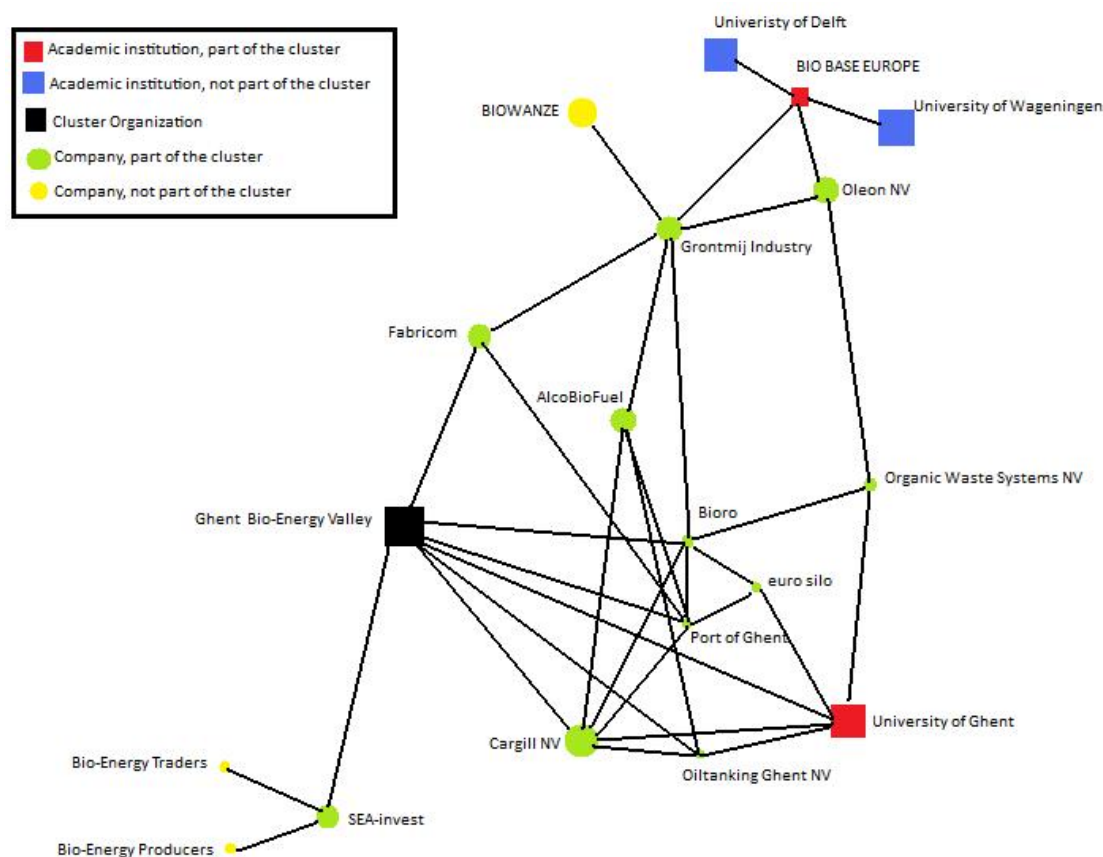 Univeristy of Delft
Academic institution, part of the cluster
Academic institution, not part of the cluster
Cluster Organization
Company, part of the cluster
Company, not part of the cluster
BIO BASE EUROPE
University of Wageningen
BIOWANZE
Oleon NV
Grontmij Industry
Fabricom
AlcoBioFuel
Organic Waste Systems NV
Ghent Bio-Energy Valley
Bioro
euro silo
Port of Ghent
University of Ghent
Cargill NV
Oiltanking Ghent NV
Bio-Energy Traders
SEA-invest
Bio-Energy Producers